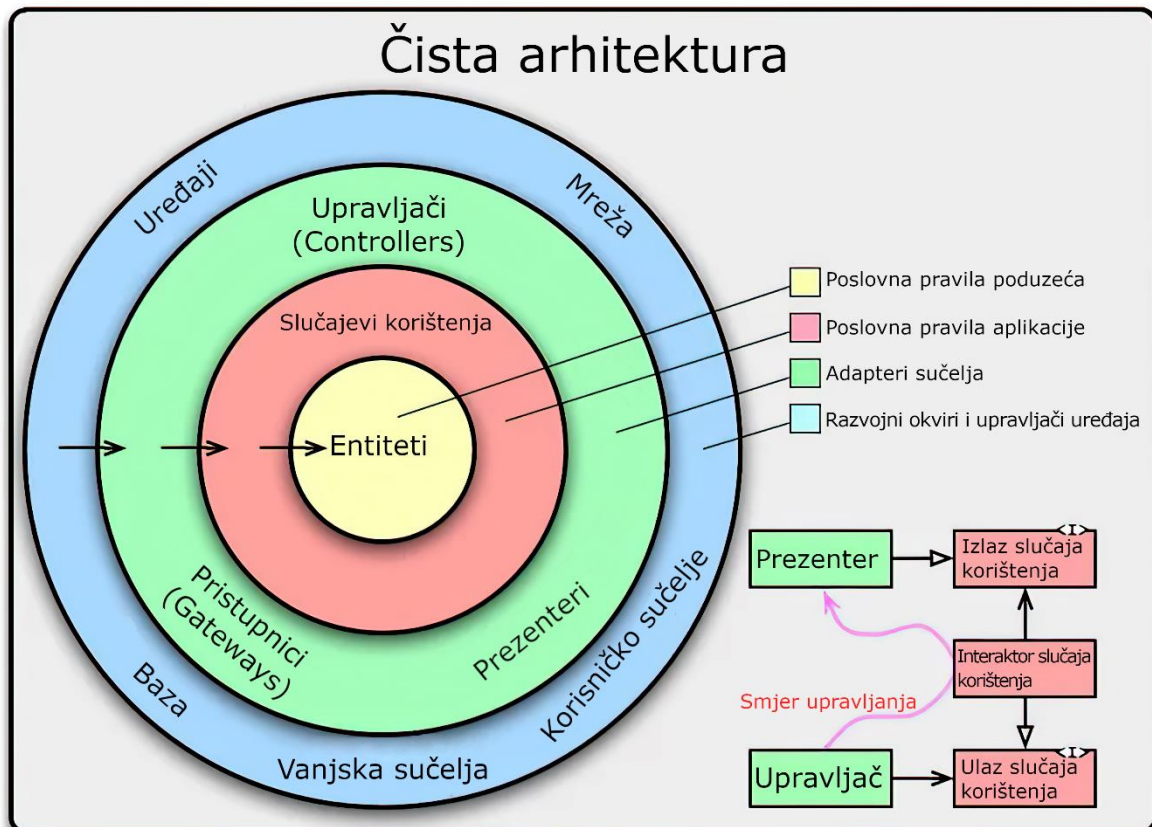 Čista arhitektura
Uređaji
Mreža
Upravljači
(Controllers)
Slučajevi korištenja
Entiteti
Pristupnici
(Gateways)
Prezenteri
Baza
Vanjska sučelja
Korisničko sučelje
Poslovna pravila poduzeća
Poslovna pravila aplikacije
Adapteri sučelja
Razvojni okviri i upravljači uređaja
Prezenter
<I>
Izlaz slučaja
korištenja
Interaktor slučaja
korištenja
Smjer upravljanja
Upravljač
<I>
Ulaz slučaja
korištenja